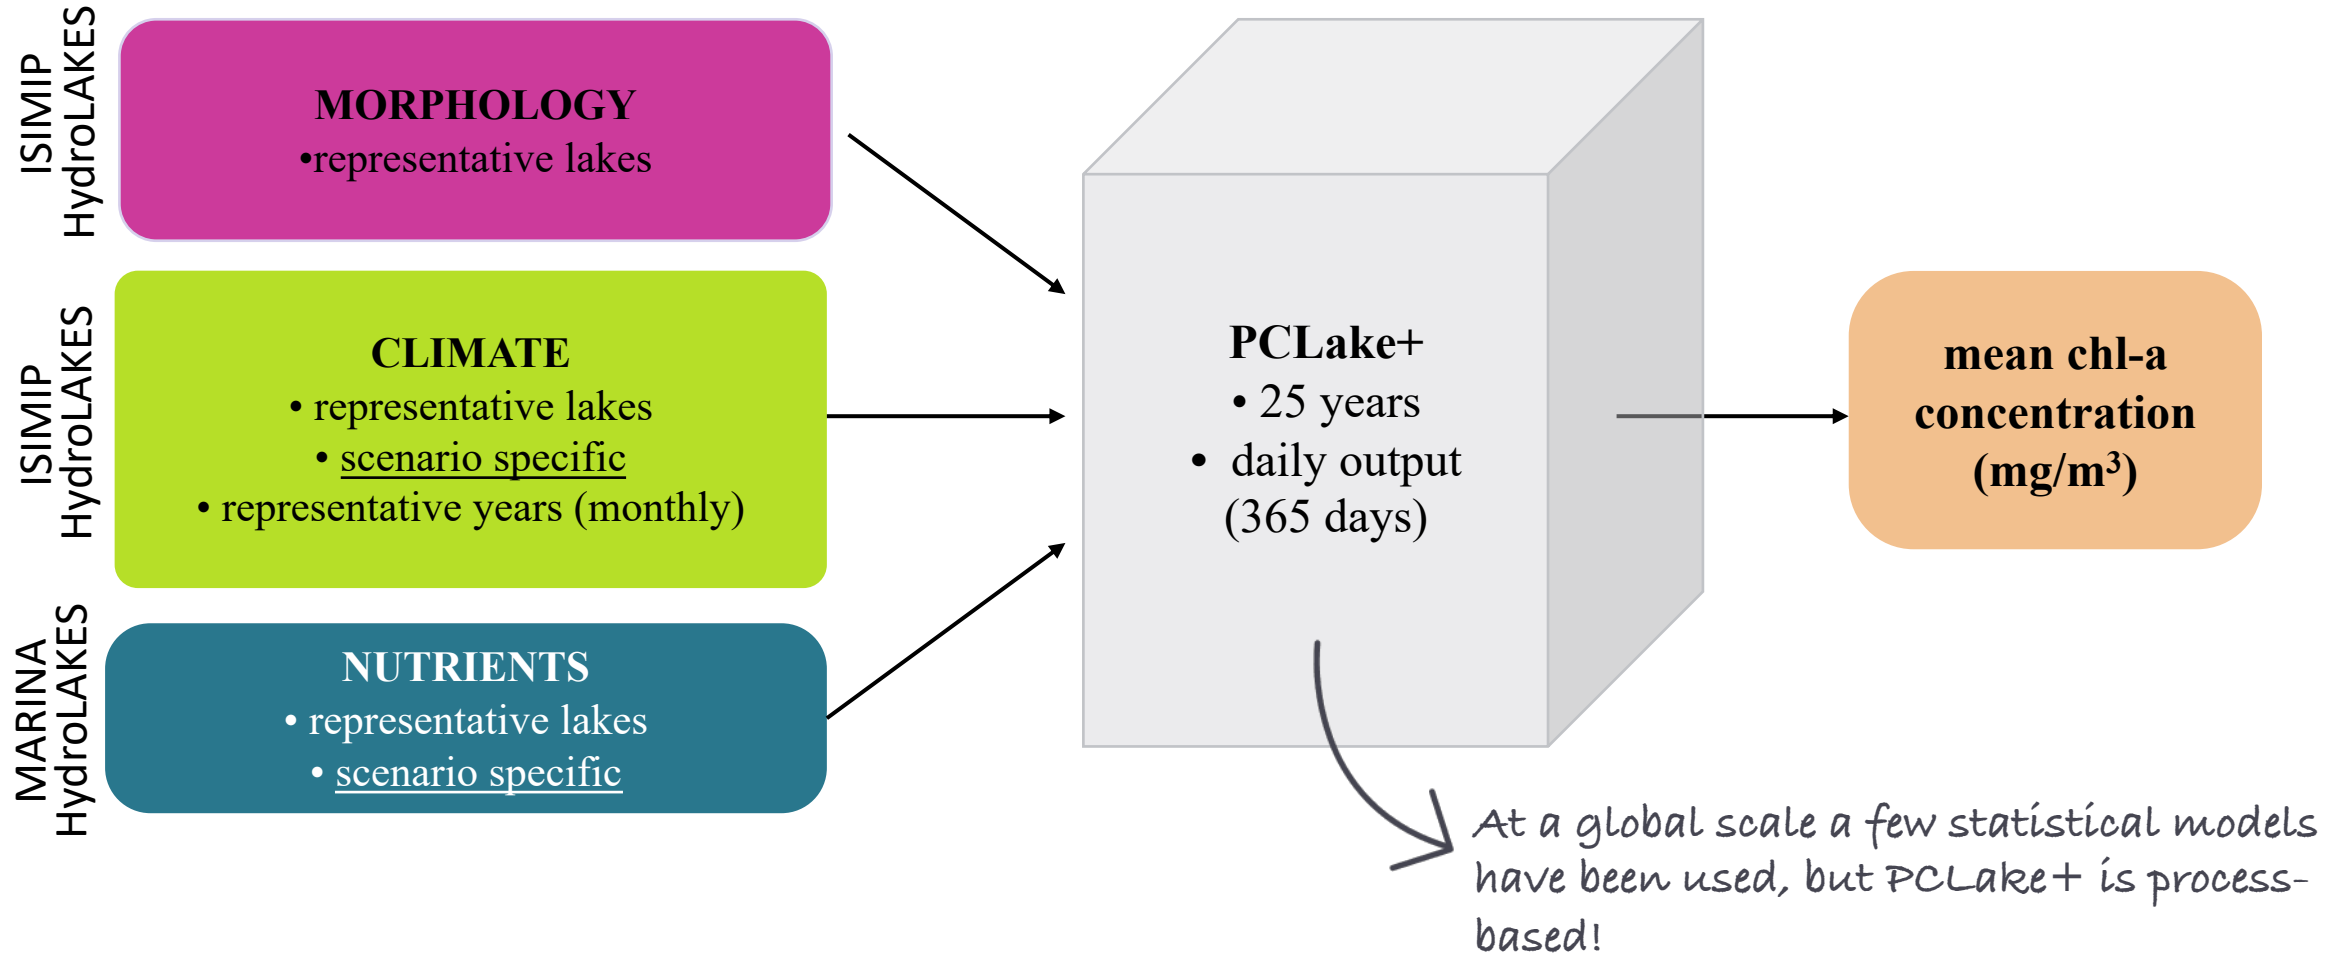 ISIMIP
HydroLAKES
MORPHOLOGY
•representative lakes
ISIMIP
HydroLAKES
CLIMATE
• representative lakes
• scenario specific
• representative years (monthly)
MARINA
HydroLAKES
NUTRIENTS
• representative lakes
• scenario specific
PCLake+
• 25 years
• daily output
(365 days)
mean chl-a
concentration
(mg/m³)
At a global scale a few statistical models
have been used, but PCLake+ is process-
based!